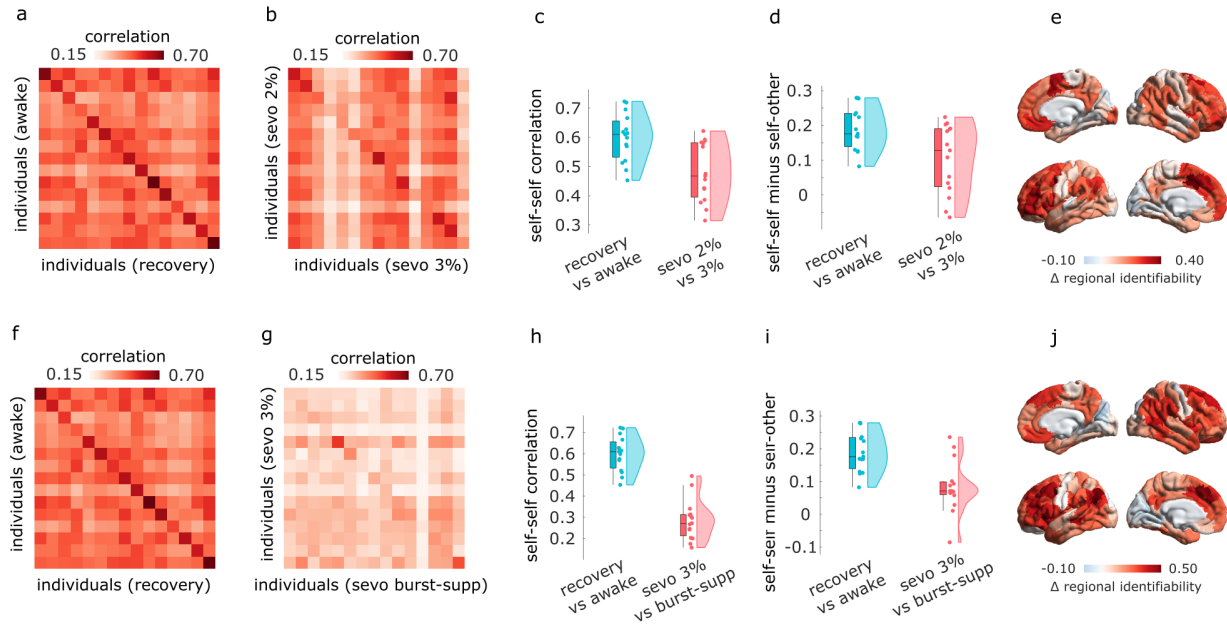 a
correlation
0.15 0.70
individuals (awake)
individuals (recovery)
b
correlation
0.15 0.70
individuals (sevo 2%)
individuals (sevo 3%)
c
self-self correlation
0.7
0.6
0.5
0.4
0.3
recovery
vs awake
sevo 2%
vs 3%
d
self-self minus self-other
0.3
0.2
0.1
0
recovery
vs awake
sevo 2%
vs 3%
e
-0.10 0.40
Δ regional identifiability
f
correlation
0.15 0.70
individuals (awake)
individuals (recovery)
g
correlation
0.15 0.70
individuals (sevo 3%)
individuals (sevo burst-supp)
h
self-self correlation
0.7
0.6
0.5
0.4
0.3
0.2
recovery
vs awake
sevo 3%
vs burst-supp
i
self-self minus self-other
0.3
0.2
0.1
0
-0.1
recovery
vs awake
sevo 3%
vs burst-supp
j
-0.10 0.50
Δ regional identifiability